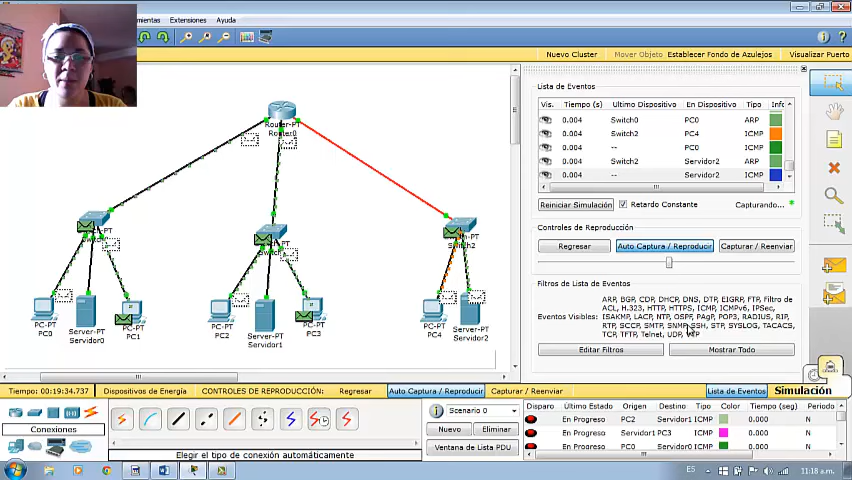 mientas Extensiones Ayuda
Nuevo Cluster Mover Objeto Establecer Fondo de Azulejos Visualizar Puerto
Lista de Eventos
Vis. Tiempo (s) Ultimo Dispositivo En Dispositivo Tipo Info
0.004 Switch0 PC0 ARP
0.004 Switch2 PC4 ICMP
0.004 -- PC0 ICMP
0.004 Switch2 Servidor2 ARP
0.004 -- Servidor2 ICMP
Reiniciar Simulación Retardo Constante Capturando...
Controles de Reproducción
Regresar Auto Captura / Reproducir Capturar / Reenviar
Filtros de Lista de Eventos
Eventos Visibles:
ARP, BGP, CDP, DHCP, DNS, DTP, EIGRP, FTP, Filtro de
ACL, H.323, HTTP, HTTPS, ICMP, ICMPv6, IPSec,
ISAKMP, LACP, NTP, OSPF, PAgP, POP3, RADIUS, RIP,
RTP, SCCP, SMTP, SNMP, SSH, STP, SYSLOG, TACACS,
TCP, TFTP, Telnet, UDP, VTP
Editar Filtros Mostrar Todo
Router-PT
Router0
Switch2
PC-PT
PC0
Server-PT
Servidor1
PC-PT
PC1
PC-PT
PC2
Server-PT
Servidor1
PC-PT
PC3
PC-PT
PC4
Server-PT
Servidor2
Tiempo: 00:19:34.737 Dispositivos de Energía CONTROLES DE REPRODUCCIÓN: Regresar Auto Captura / Reproducir Capturar / Reenviar Lista de Eventos Simulación
Conexiones
Elegir el tipo de conexión automáticamente
Scenario 0
Nuevo Eliminar
Ventana de Lista PDU
Disparo Último Estado Origen Destino Tipo Color Tiempo (seg) Periodo
En Progreso PC2 Servidor1 ICMP 0.000 N
En Progreso Servidor1 PC3 ICMP 0.000 N
En Progreso PC0 Servidor1 ICMP 0.000 N
ES 11:18 a.m.